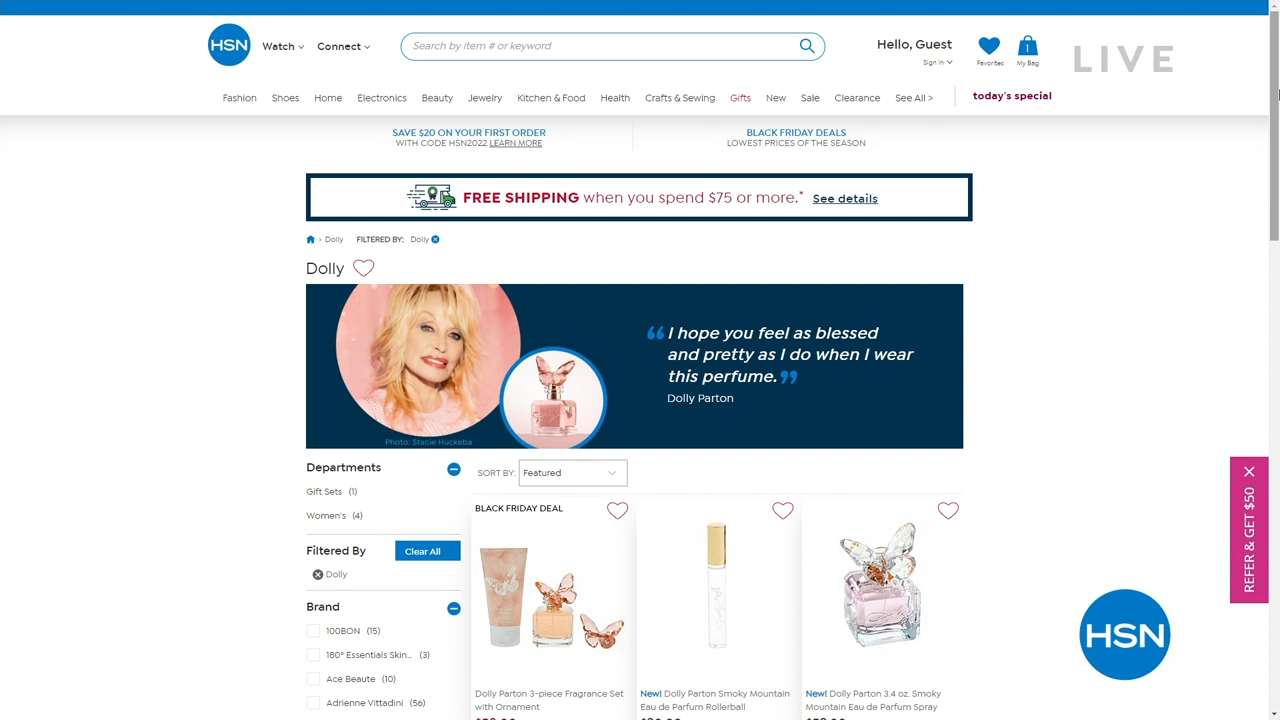 HSN
Watch
Connect
Search by item # or keyword
Hello, Guest
Sign In
Favorites
1
My Bag
LIVE
Fashion
Shoes
Home
Electronics
Beauty
Jewelry
Kitchen & Food
Health
Crafts & Sewing
Gifts
New
Sale
Clearance
See All >
today's special
SAVE $20 ON YOUR FIRST ORDER
WITH CODE HSN2022 LEARN MORE
BLACK FRIDAY DEALS
LOWEST PRICES OF THE SEASON
FREE SHIPPING when you spend $75 or more.* See details
> Dolly
FILTERED BY: Dolly
Dolly
“ I hope you feel as blessed
and pretty as I do when I wear
this perfume. ”
Dolly Parton
Photo: Stacie Huckeba
Departments
Gift Sets (1)
Women's (4)
Filtered By
Clear All
Dolly
Brand
100BON (15)
180° Essentials Skin... (3)
Ace Beaute (10)
Adrienne Vittadini (56)
SORT BY: Featured
BLACK FRIDAY DEAL
Dolly Parton 3-piece Fragrance Set
with Ornament
New! Dolly Parton Smoky Mountain
Eau de Parfum Rollerball
New! Dolly Parton 3.4 oz. Smoky
Mountain Eau de Parfum Spray
REFER & GET $50
HSN